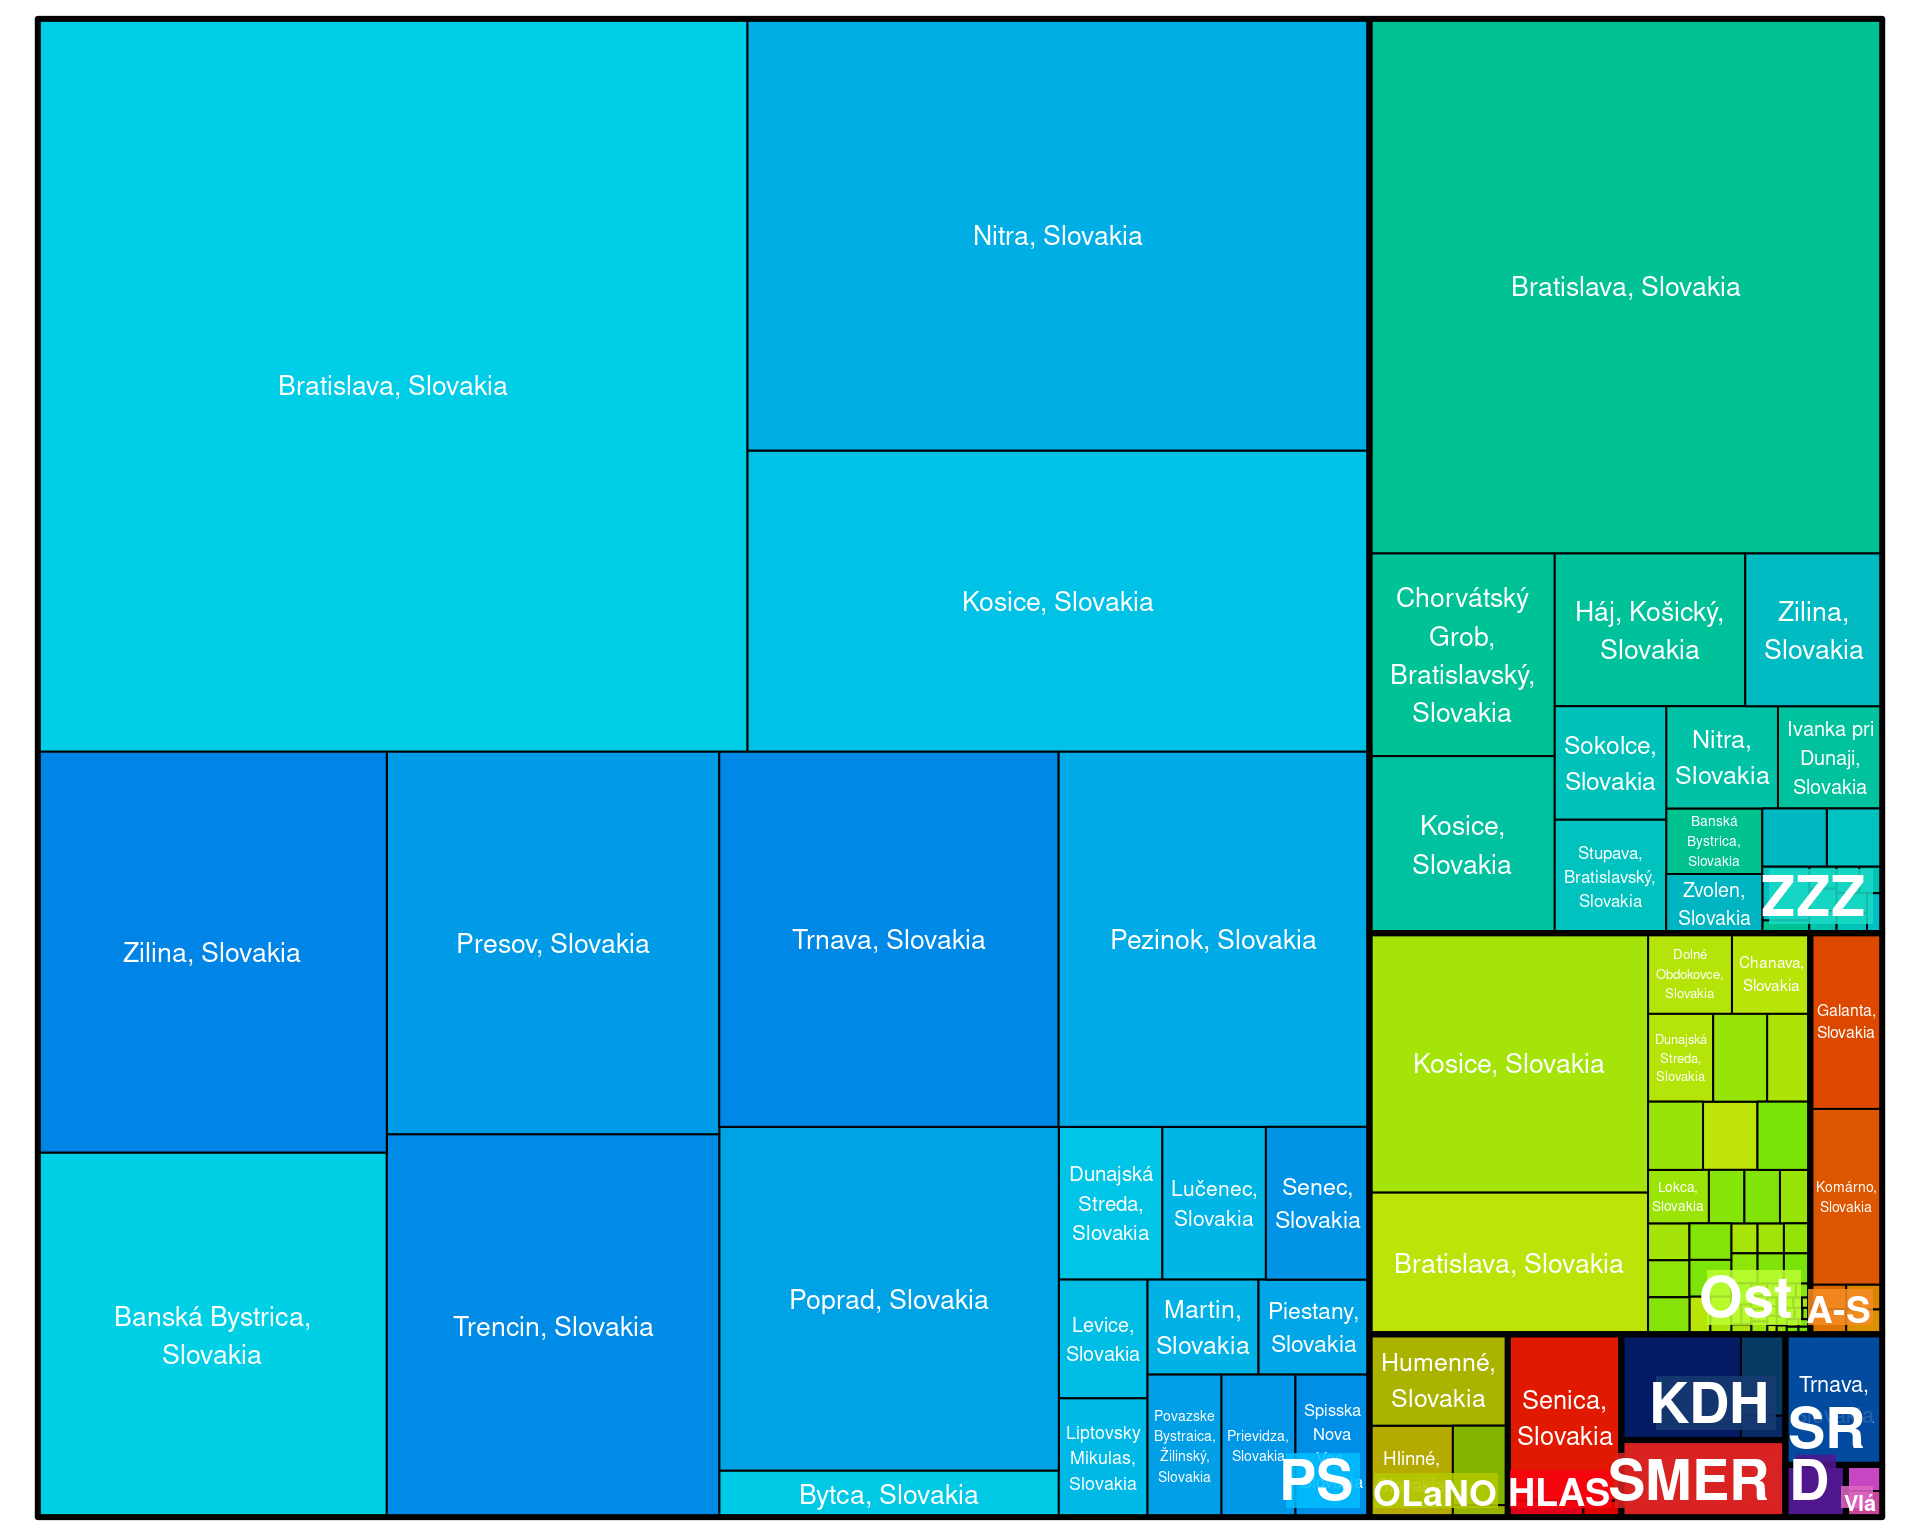 Bratislava, Slovakia
Nitra, Slovakia
Kosice, Slovakia
Zilina, Slovakia
Presov, Slovakia
Trnava, Slovakia
Pezinok, Slovakia
Banská Bystrica,
Slovakia
Trencin, Slovakia
Poprad, Slovakia
Bytca, Slovakia
Dunajská
Streda,
Slovakia
Lučenec,
Slovakia
Senec,
Slovakia
Levice,
Slovakia
Martin,
Slovakia
Piestany,
Slovakia
Liptovsky
Mikulas,
Slovakia
Povazske
Bystraica,
Žilinský,
Slovakia
Prievidza,
Slovakia
Spisska
Nova
PS
Bratislava, Slovakia
Chorvátský
Grob,
Bratislavský,
Slovakia
Háj, Košický,
Slovakia
Zilina,
Slovakia
Kosice,
Slovakia
Sokolce,
Slovakia
Nitra,
Slovakia
Ivanka pri
Dunaji,
Slovakia
Stupava,
Bratislavský,
Slovakia
Banská
Bystrica,
Slovakia
Zvolen,
Slovakia
ZZZ
Kosice, Slovakia
Bratislava, Slovakia
Dolné
Obdokovce,
Slovakia
Chanava,
Slovakia
Dunajská
Streda,
Slovakia
Lokca,
Slovakia
Ost
Galanta,
Slovakia
Komárno,
Slovakia
A-S
Humenné,
Slovakia
Hlinné,
OLaNO
Senica,
Slovakia
HLAS
KDH
SMER
Trnava,
SR
D
Vlá